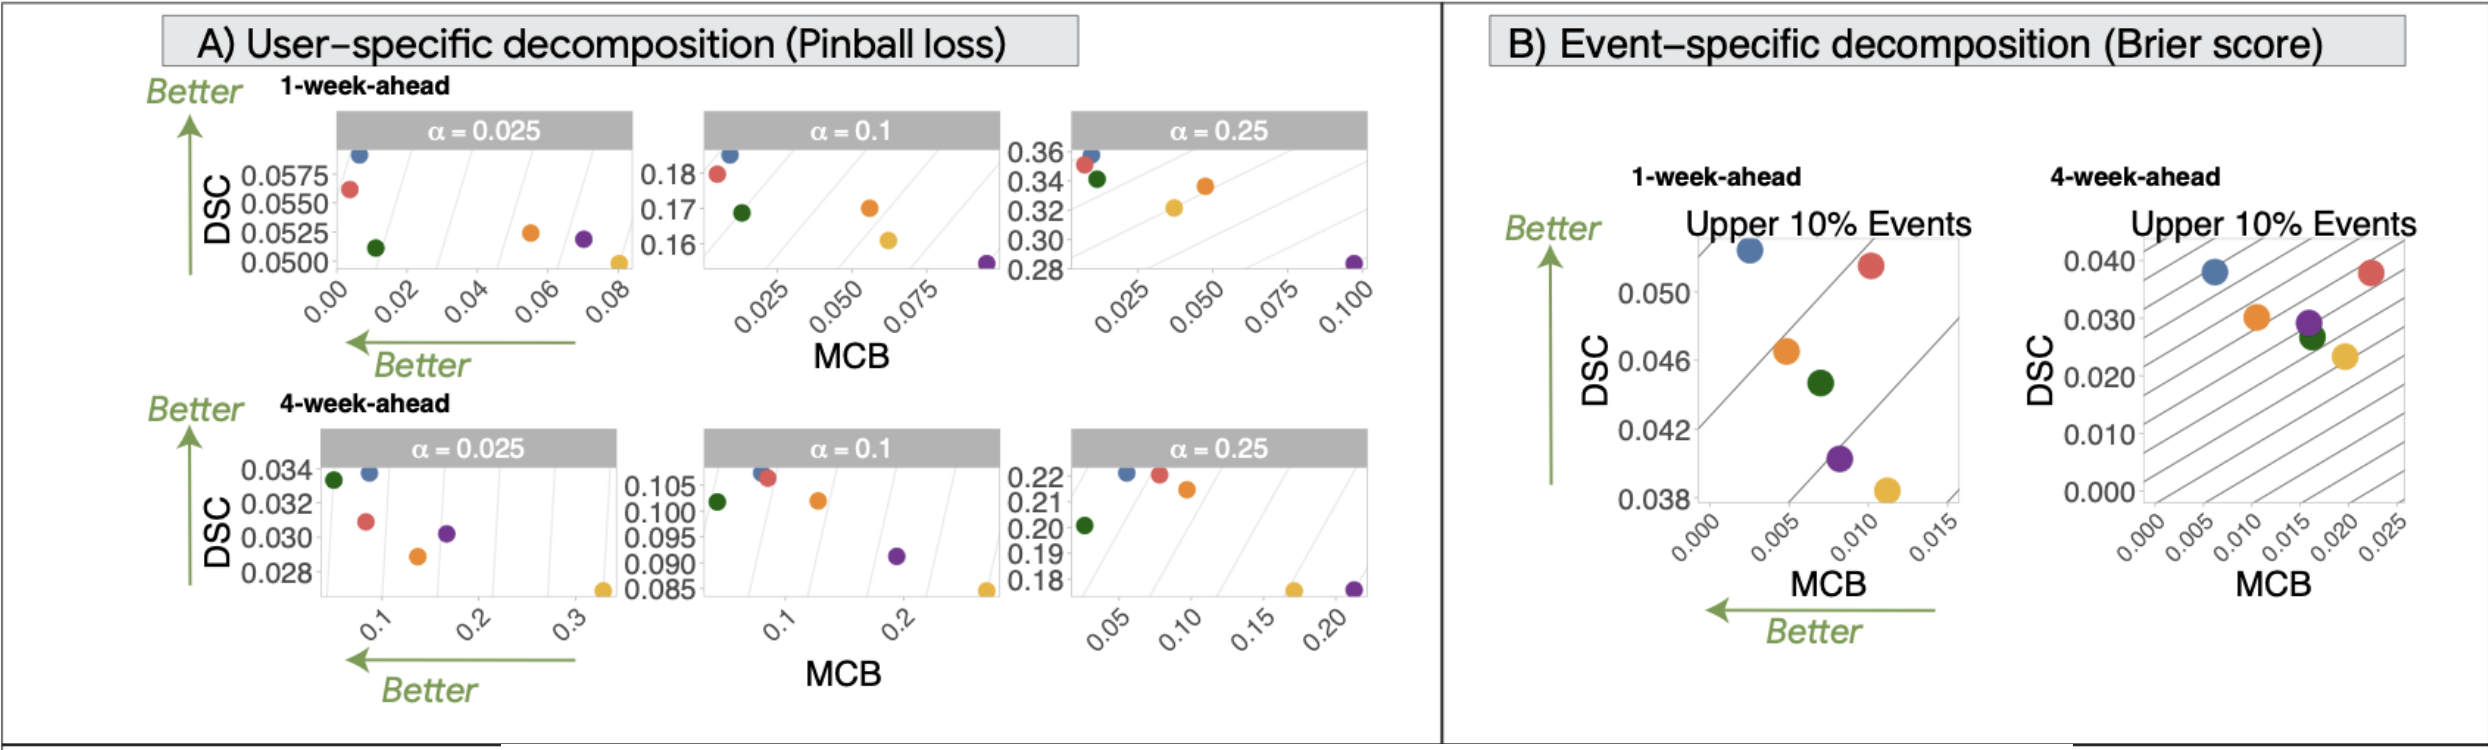 A) User–specific decomposition (Pinball loss)
Better
1-week-ahead
α = 0.025
α = 0.1
α = 0.25
DSC
0.0575
0.0550
0.0525
0.0500
0.18
0.17
0.16
0.36
0.34
0.32
0.30
0.28
0.00
0.02
0.04
0.06
0.08
0.025
0.050
0.075
0.025
0.050
0.075
0.100
Better
MCB
Better
4-week-ahead
α = 0.025
α = 0.1
α = 0.25
DSC
0.034
0.032
0.030
0.028
0.105
0.100
0.095
0.090
0.085
0.22
0.21
0.20
0.19
0.18
0.1
0.2
0.3
0.1
0.2
0.05
0.10
0.15
0.20
Better
MCB
B) Event–specific decomposition (Brier score)
1-week-ahead
4-week-ahead
Better
Upper 10% Events
Upper 10% Events
DSC
0.050
0.046
0.042
0.038
DSC
0.040
0.030
0.020
0.010
0.000
0.000
0.005
0.010
0.015
0.000
0.005
0.010
0.015
0.020
0.025
MCB
MCB
Better